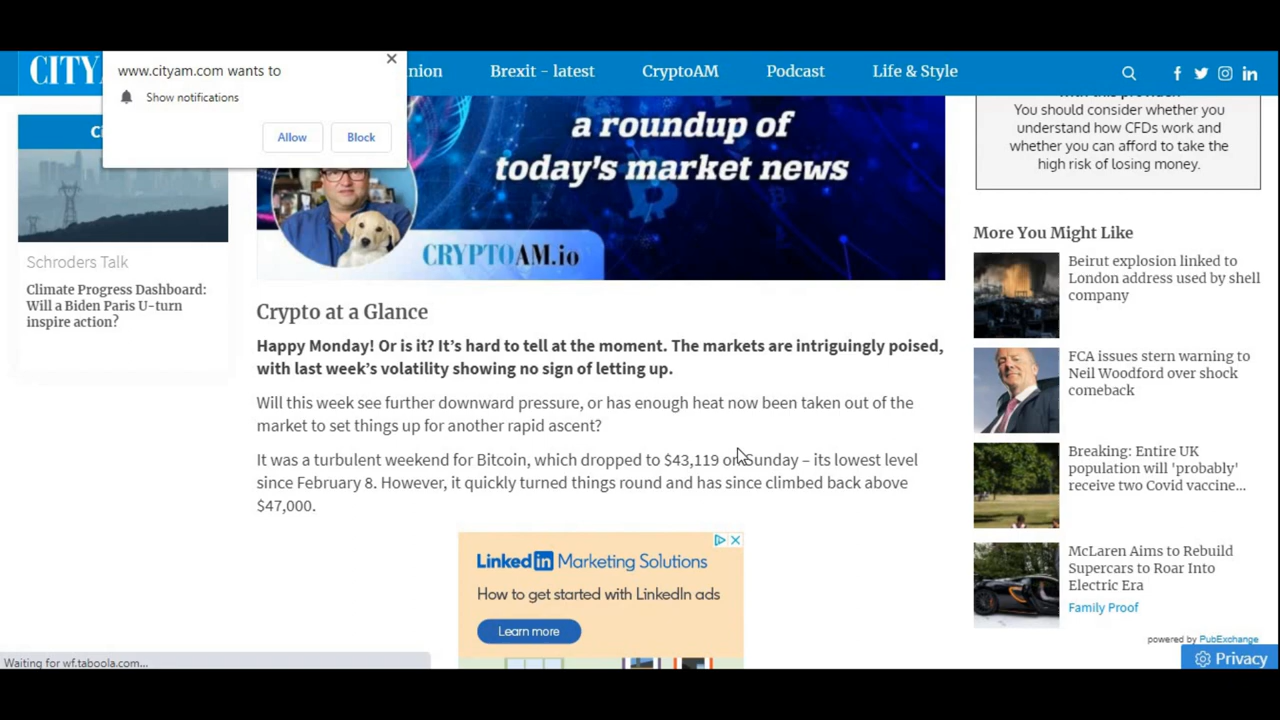 www.cityam.com wants to
Show notifications
Allow
Block
CITY
nion
Brexit - latest
CryptoAM
Podcast
Life & Style
Schroders Talk
Climate Progress Dashboard:
Will a Biden Paris U-turn
inspire action?
a roundup of
today's market news
CRYPTOAM.io
Crypto at a Glance
Happy Monday! Or is it? It's hard to tell at the moment. The markets are intriguingly poised,
with last week's volatility showing no sign of letting up.
Will this week see further downward pressure, or has enough heat now been taken out of the
market to set things up for another rapid ascent?
It was a turbulent weekend for Bitcoin, which dropped to $43,119 on Sunday – its lowest level
since February 8. However, it quickly turned things round and has since climbed back above
$47,000.
Linked in Marketing Solutions
How to get started with LinkedIn ads
Learn more
You should consider whether you
understand how CFDs work and
whether you can afford to take the
high risk of losing money.
More You Might Like
Beirut explosion linked to
London address used by shell
company
FCA issues stern warning to
Neil Woodford over shock
comeback
Breaking: Entire UK
population will 'probably'
receive two Covid vaccine...
McLaren Aims to Rebuild
Supercars to Roar Into
Electric Era
Family Proof
powered by PubExchange
Privacy
Waiting for wf.taboola.com...